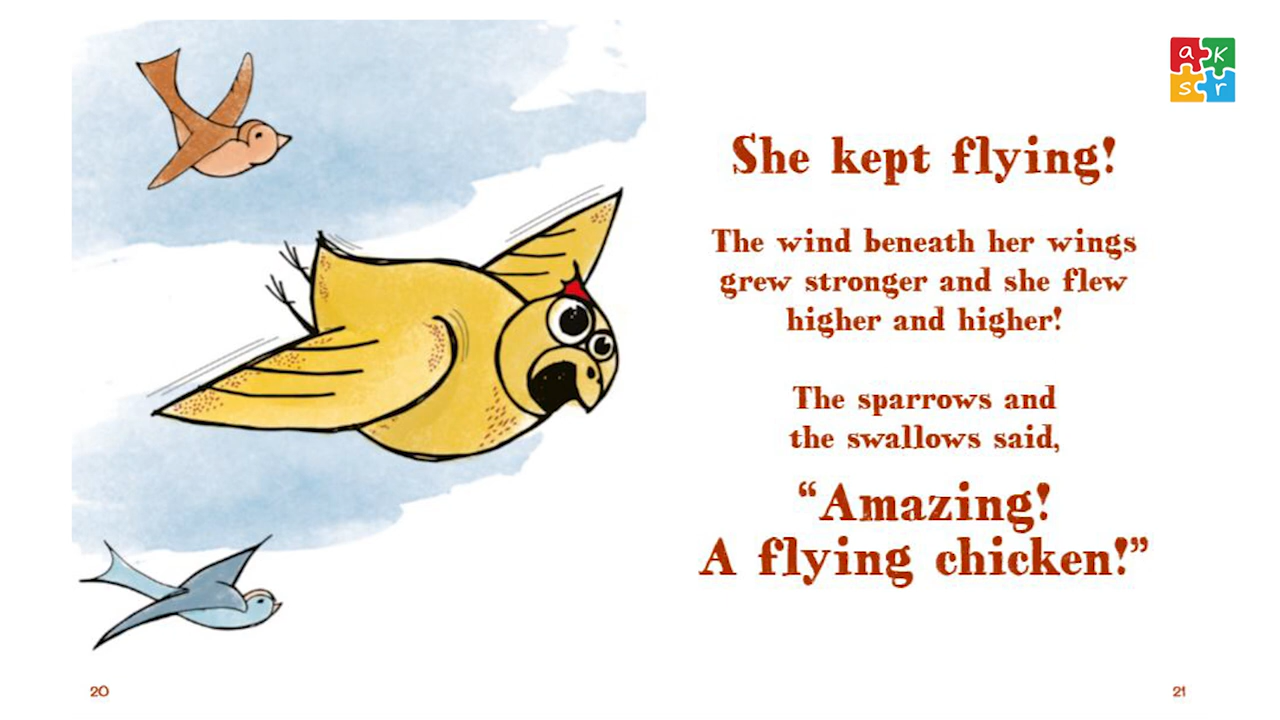 a k
s r
She kept flying!
The wind beneath her wings
grew stronger and she flew
higher and higher!
The sparrows and
the swallows said,
“Amazing!
A flying chicken!”
20
21